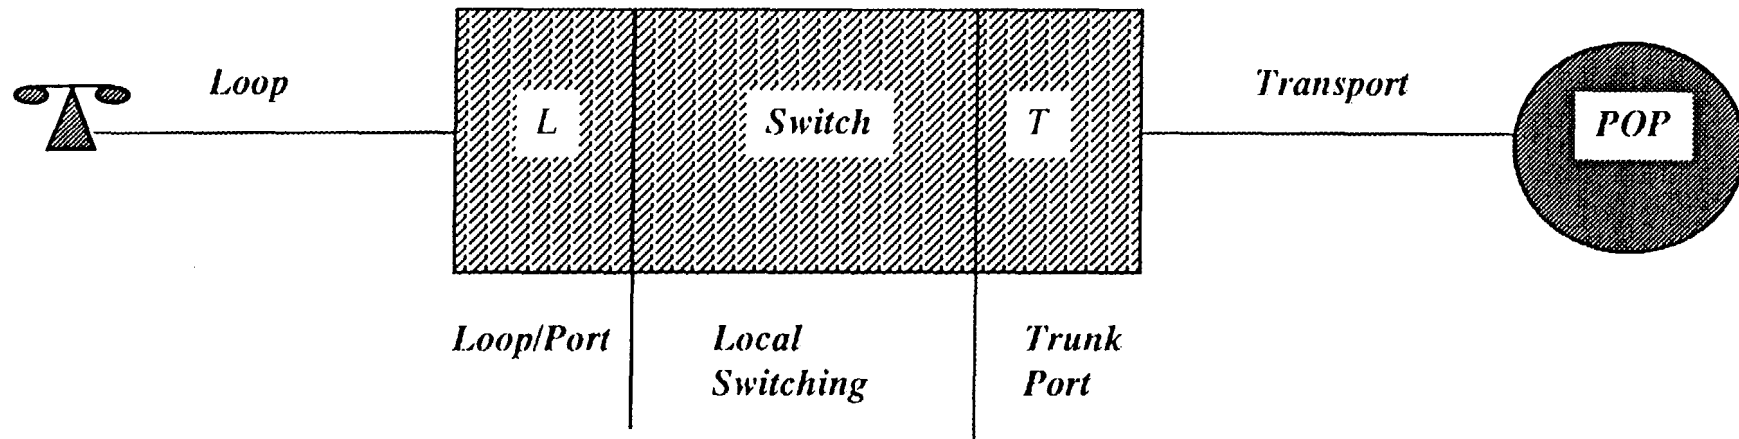 Loop
L
Switch
T
Transport
POP
Loop/Port
Local
Switching
Trunk
Port